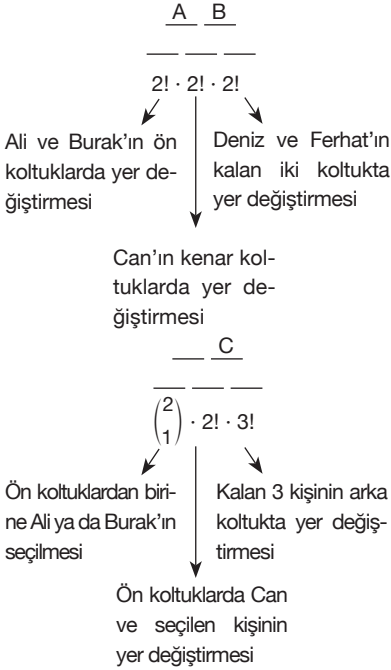 A B
2! · 2! · 2!
Ali ve Burak’ın ön
koltuklarda yer de-
ğiştirmesi
Deniz ve Ferhat’ın
kalan iki koltukta
yer değiştirmesi
Can’ın kenar kol-
tuklarda yer de-
ğiştirmesi
C
(2
1) · 2! · 3!
Ön koltuklardan biri-
ne Ali ya da Burak’ın
seçilmesi
Kalan 3 kişinin arka
koltukta yer değiş-
tirmesi
Ön koltuklarda Can
ve seçilen kişinin
yer değiştirmesi